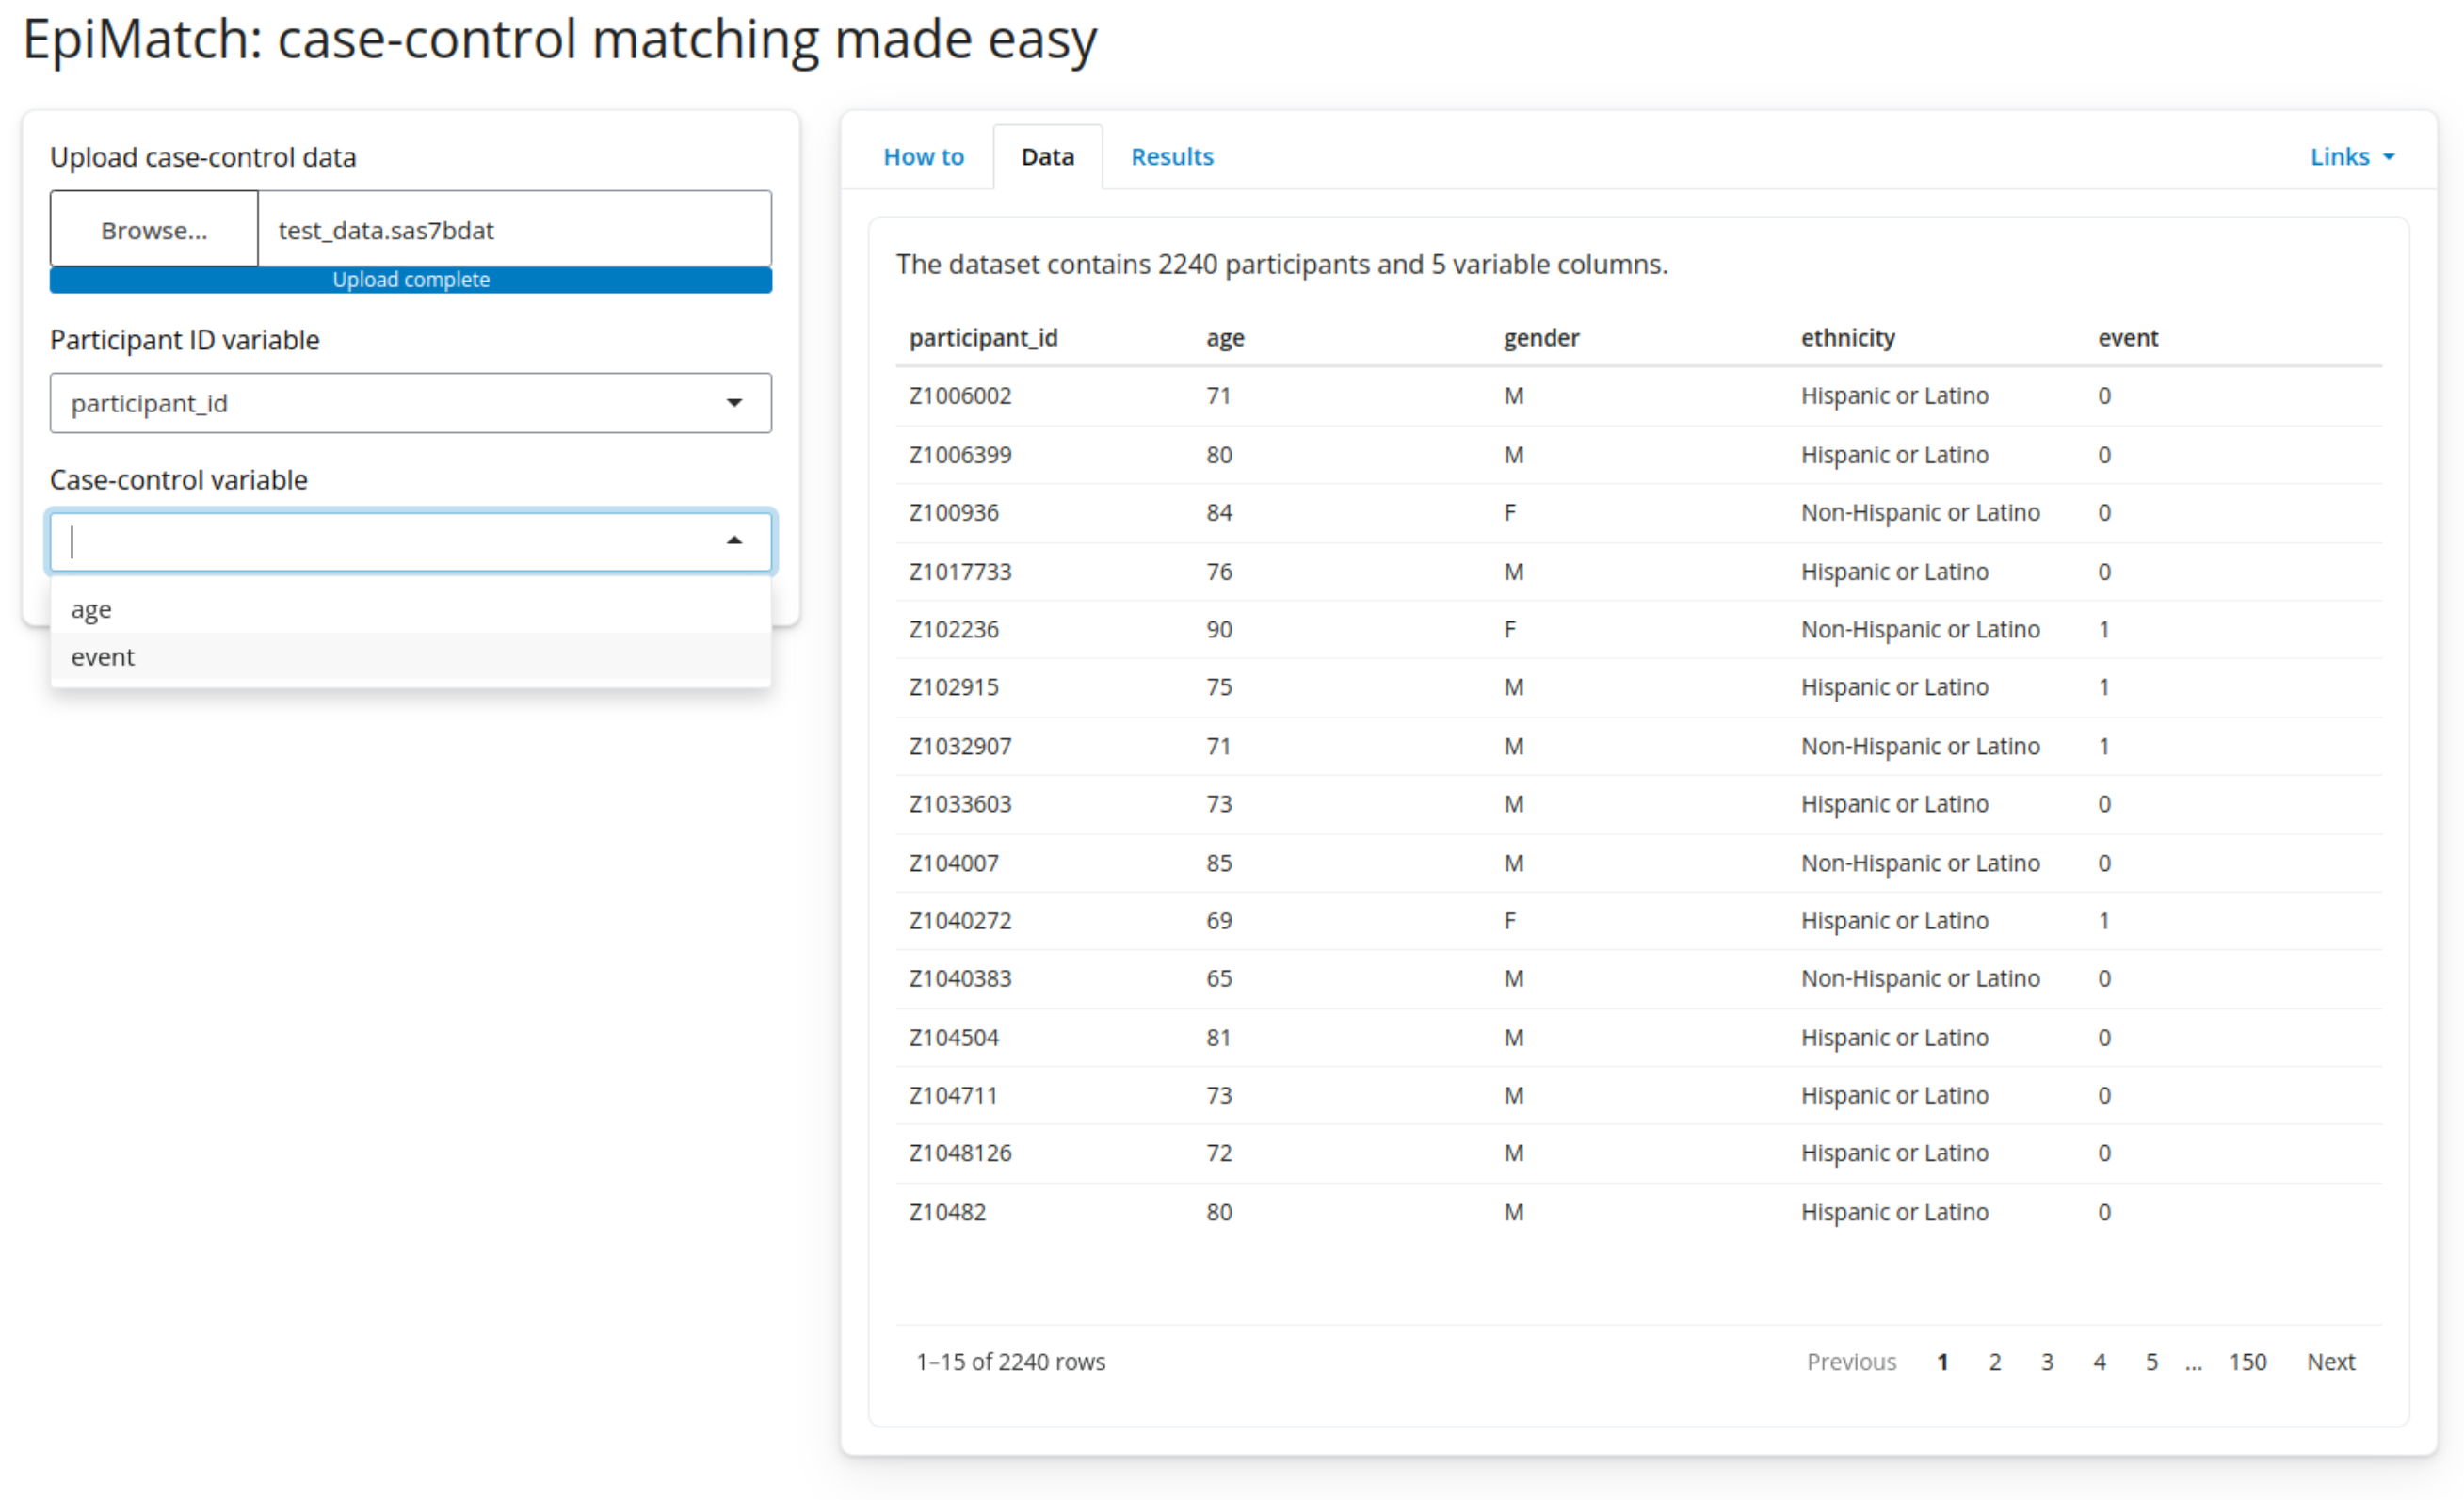 EpiMatch: case-control matching made easy
Upload case-control data
Browse... test_data.sas7bdat
Upload complete
Participant ID variable
participant_id
Case-control variable
age
event
How to Data Results Links
The dataset contains 2240 participants and 5 variable columns.
participant_id age gender ethnicity event
Z1006002 71 M Hispanic or Latino 0
Z1006399 80 M Hispanic or Latino 0
Z100936 84 F Non-Hispanic or Latino 0
Z1017733 76 M Hispanic or Latino 0
Z102236 90 F Non-Hispanic or Latino 1
Z102915 75 M Hispanic or Latino 1
Z1032907 71 M Non-Hispanic or Latino 1
Z1033603 73 M Hispanic or Latino 0
Z104007 85 M Non-Hispanic or Latino 0
Z1040272 69 F Hispanic or Latino 1
Z1040383 65 M Non-Hispanic or Latino 0
Z104504 81 M Hispanic or Latino 0
Z104711 73 M Hispanic or Latino 0
Z1048126 72 M Hispanic or Latino 0
Z10482 80 M Hispanic or Latino 0
1–15 of 2240 rows Previous 1 2 3 4 5 ... 150 Next